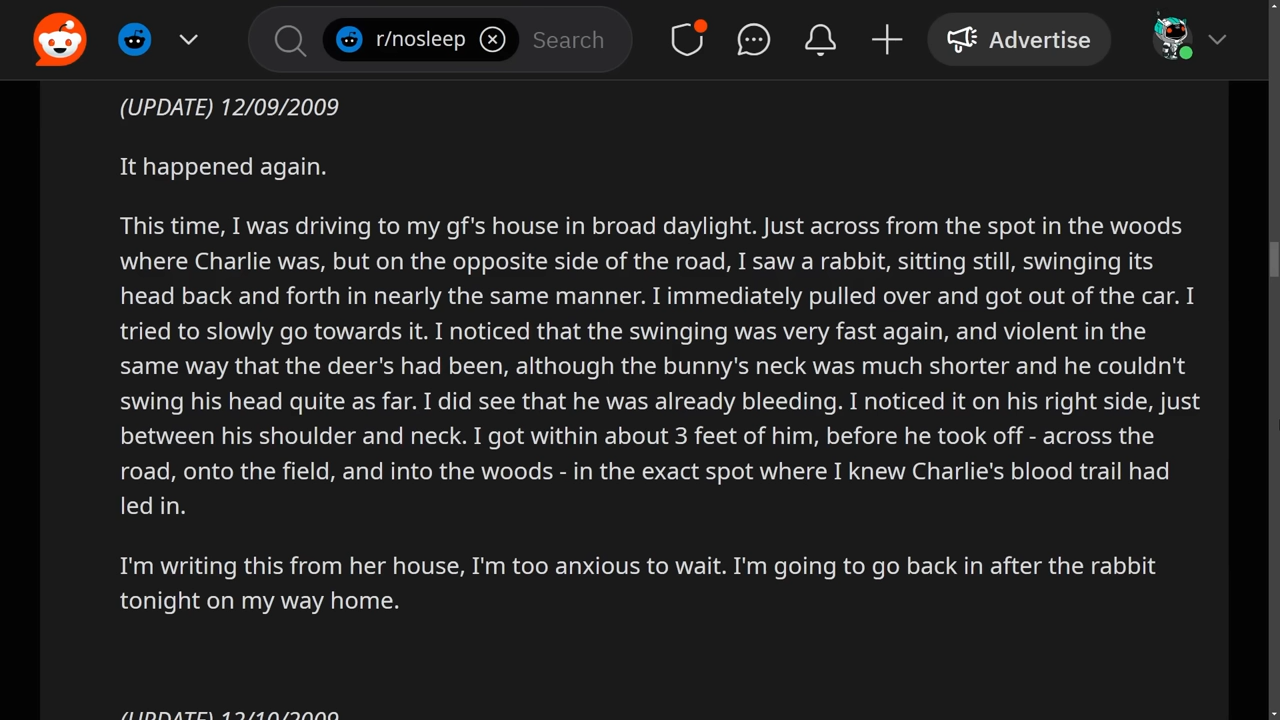 r/nosleep Search Advertise
(UPDATE) 12/09/2009
It happened again.
This time, I was driving to my gf's house in broad daylight. Just across from the spot in the woods
where Charlie was, but on the opposite side of the road, I saw a rabbit, sitting still, swinging its
head back and forth in nearly the same manner. I immediately pulled over and got out of the car. I
tried to slowly go towards it. I noticed that the swinging was very fast again, and violent in the
same way that the deer's had been, although the bunny's neck was much shorter and he couldn't
swing his head quite as far. I did see that he was already bleeding. I noticed it on his right side, just
between his shoulder and neck. I got within about 3 feet of him, before he took off - across the
road, onto the field, and into the woods - in the exact spot where I knew Charlie's blood trail had
led in.
I'm writing this from her house, I'm too anxious to wait. I'm going to go back in after the rabbit
tonight on my way home.
(UPDATE) 12/10/2009